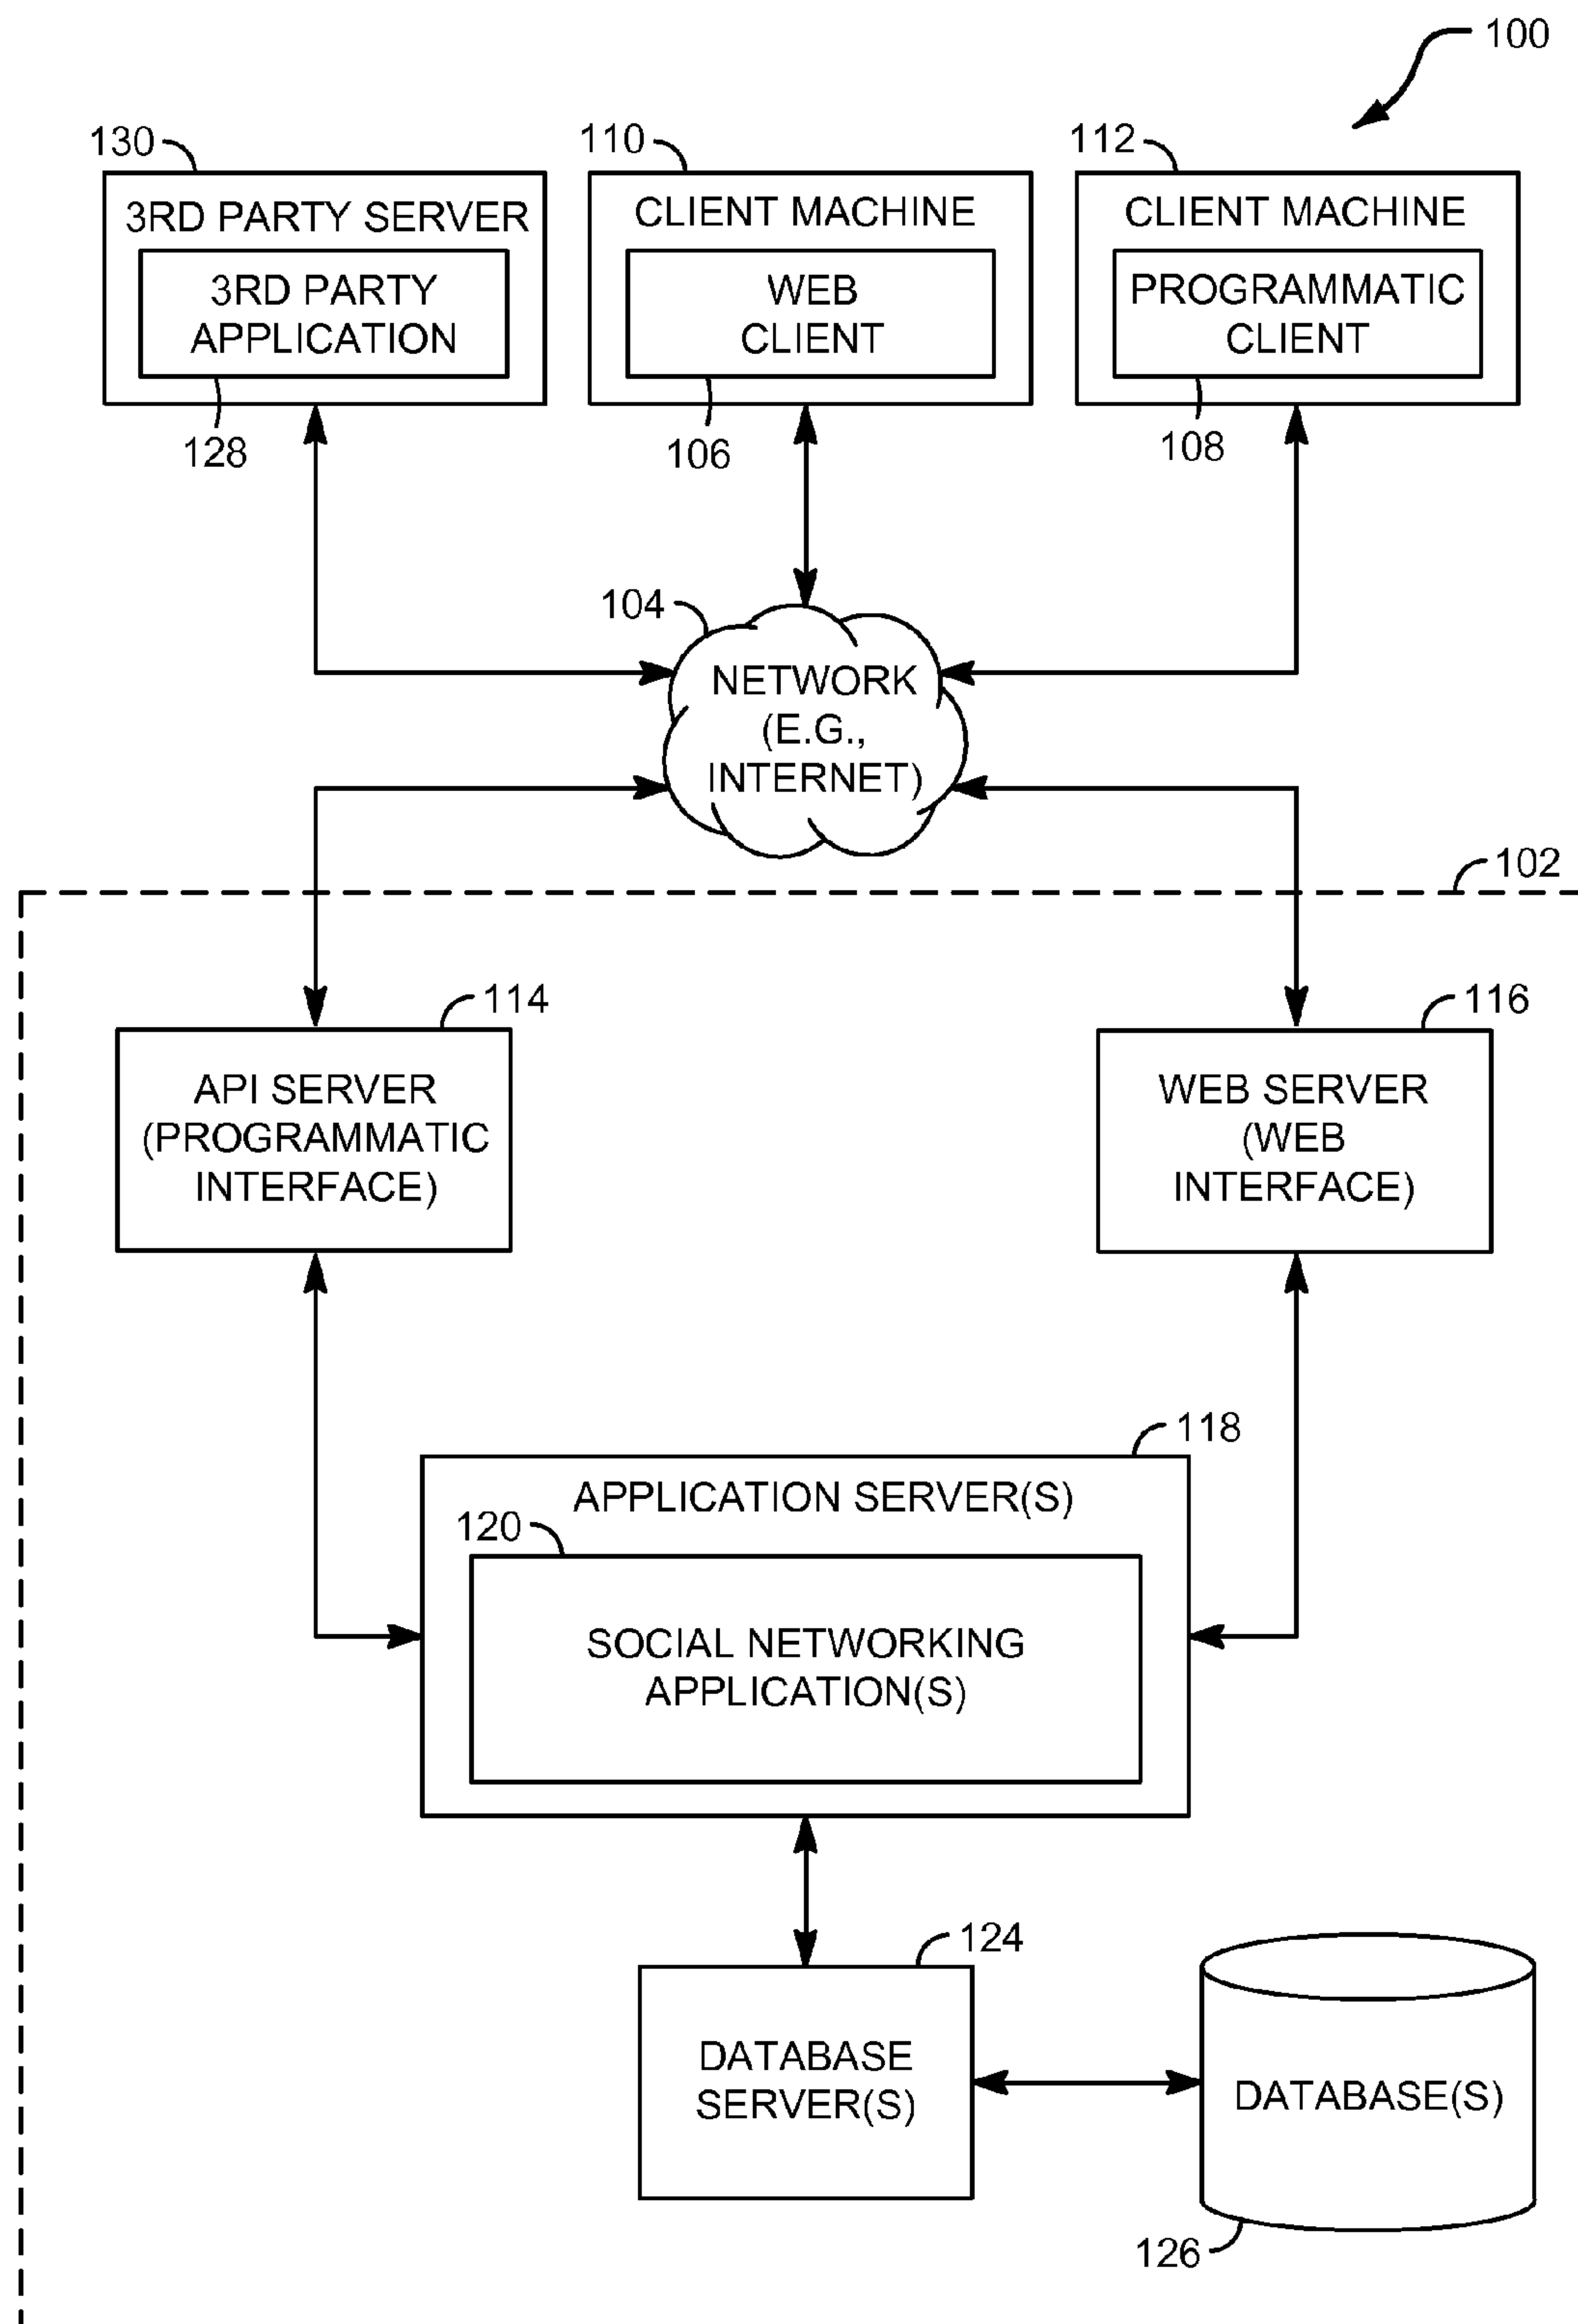 100
130
110
112
3RD PARTY SERVER
3RD PARTY
APPLICATION
128
CLIENT MACHINE
WEB
CLIENT
106
CLIENT MACHINE
PROGRAMMATIC
CLIENT
108
104
NETWORK
(E.G.,
INTERNET)
102
114
API SERVER
(PROGRAMMATIC
INTERFACE)
116
WEB SERVER
(WEB
INTERFACE)
118
APPLICATION SERVER(S)
120
SOCIAL NETWORKING
APPLICATION(S)
124
DATABASE
SERVER(S)
DATABASE(S)
126